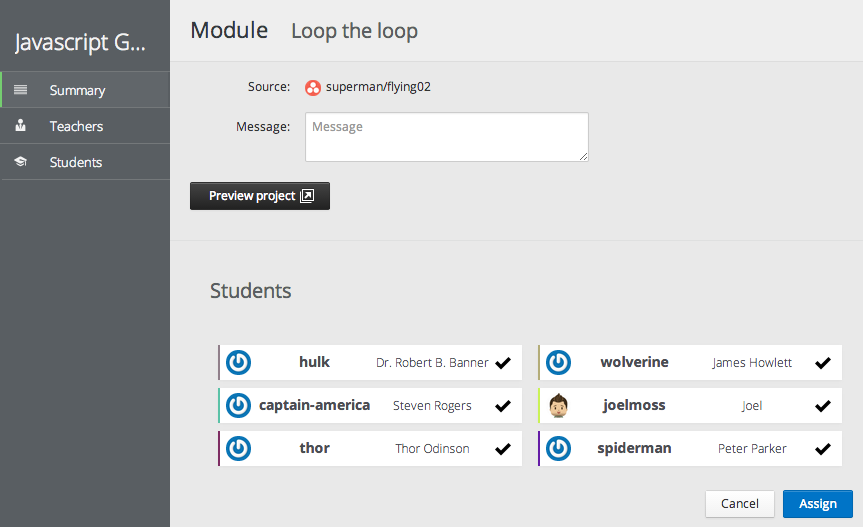 Javascript G...
Summary
Teachers
Students
Module Loop the loop
Source: superman/flying02
Message: Message
Preview project
Students
hulk Dr. Robert B. Banner
wolverine James Howlett
captain-america Steven Rogers
joelmoss Joel
thor Thor Odinson
spiderman Peter Parker
Cancel Assign